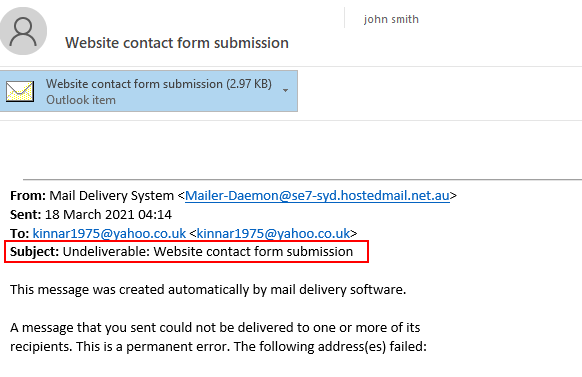 john smith
Website contact form submission
Website contact form submission (2.97 KB)
Outlook item
From: Mail Delivery System <Mailer-Daemon@se7-syd.hostedmail.net.au>
Sent: 18 March 2021 04:14
To: kinnar1975@yahoo.co.uk <kinnar1975@yahoo.co.uk>
Subject: Undeliverable: Website contact form submission
This message was created automatically by mail delivery software.
A message that you sent could not be delivered to one or more of its
recipients. This is a permanent error. The following address(es) failed: